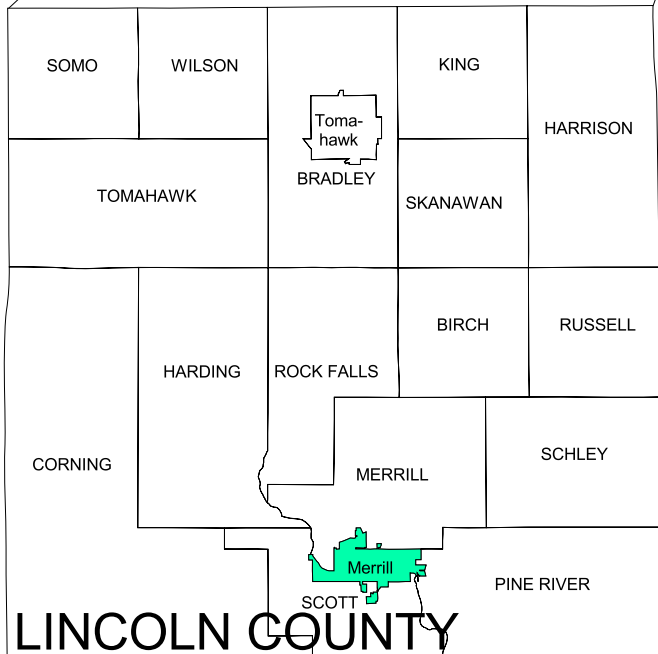 SOMO
WILSON
KING
HARRISON
Toma-
hawk
BRADLEY
TOMAHAWK
SKANAWAN
BIRCH
RUSSELL
HARDING
ROCK FALLS
CORNING
MERRILL
SCHLEY
Merrill
PINE RIVER
SCOTT
LINCOLN COUNTY